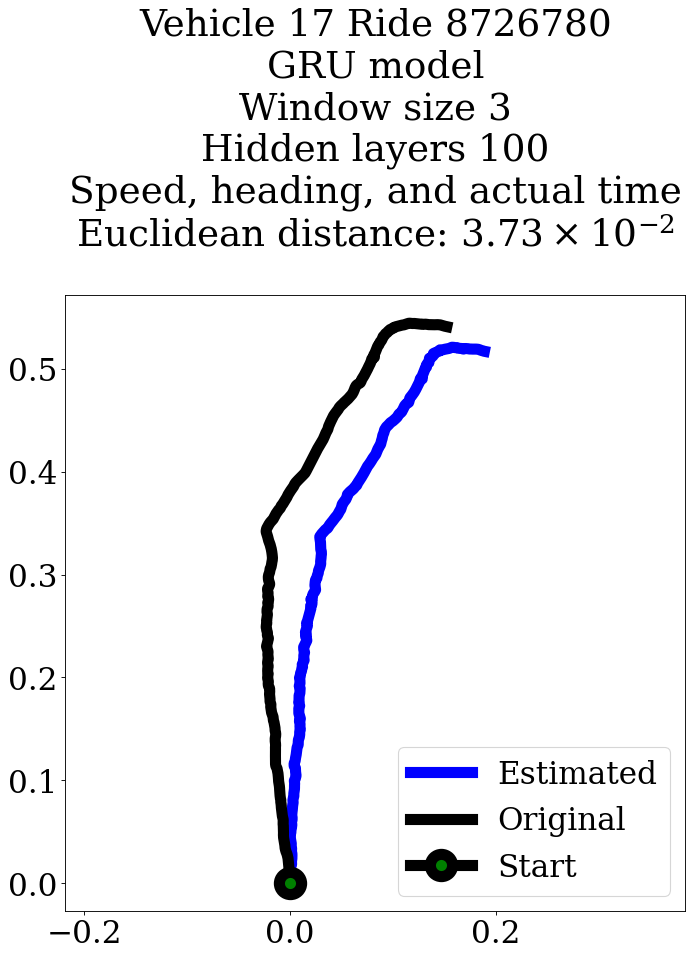 Vehicle 17 Ride 8726780
GRU model
Window size 3
Hidden layers 100
Speed, heading, and actual time
Euclidean distance: 3.73 × 10⁻²
0.5
0.4
0.3
0.2
0.1
0.0
Estimated
Original
Start
−0.2 0.0 0.2